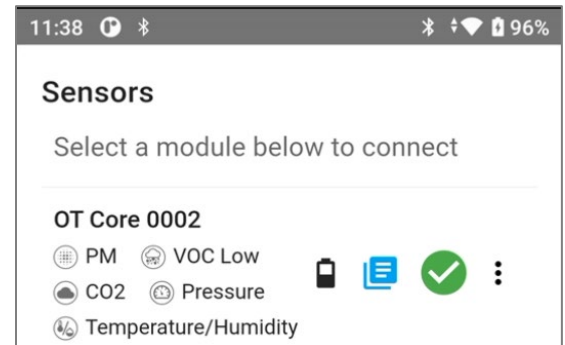 11:38 96%
Sensors
Select a module below to connect
OT Core 0002
PM VOC Low
CO2 Pressure
Temperature/Humidity